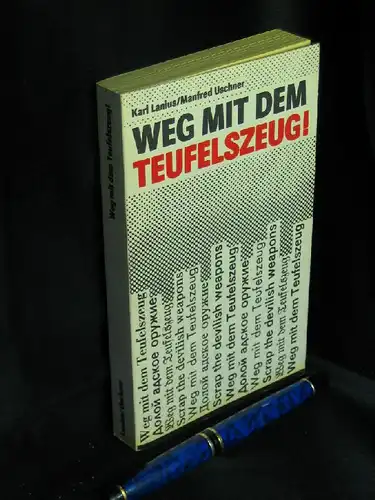 Karl Lanius/Manfred Uschner
WEG MIT DEM
TEUFELSZEUG!
Weg mit dem Teufelszeug!
Weg mit dem Teufelszeug
Долой адское оружие
Weg mit dem Teufelszeug
Scrap the devilish weapons
Weg mit dem Teufelszeug
Долой адское оружие
Scrap the devilish weapons
Weg mit dem Teufelszeug
Долой адское оружие
Scrap the devilish weapons
Weg mit dem Teufelszeug
Weg mit dem Teufelszeug
Lanius/Uschner